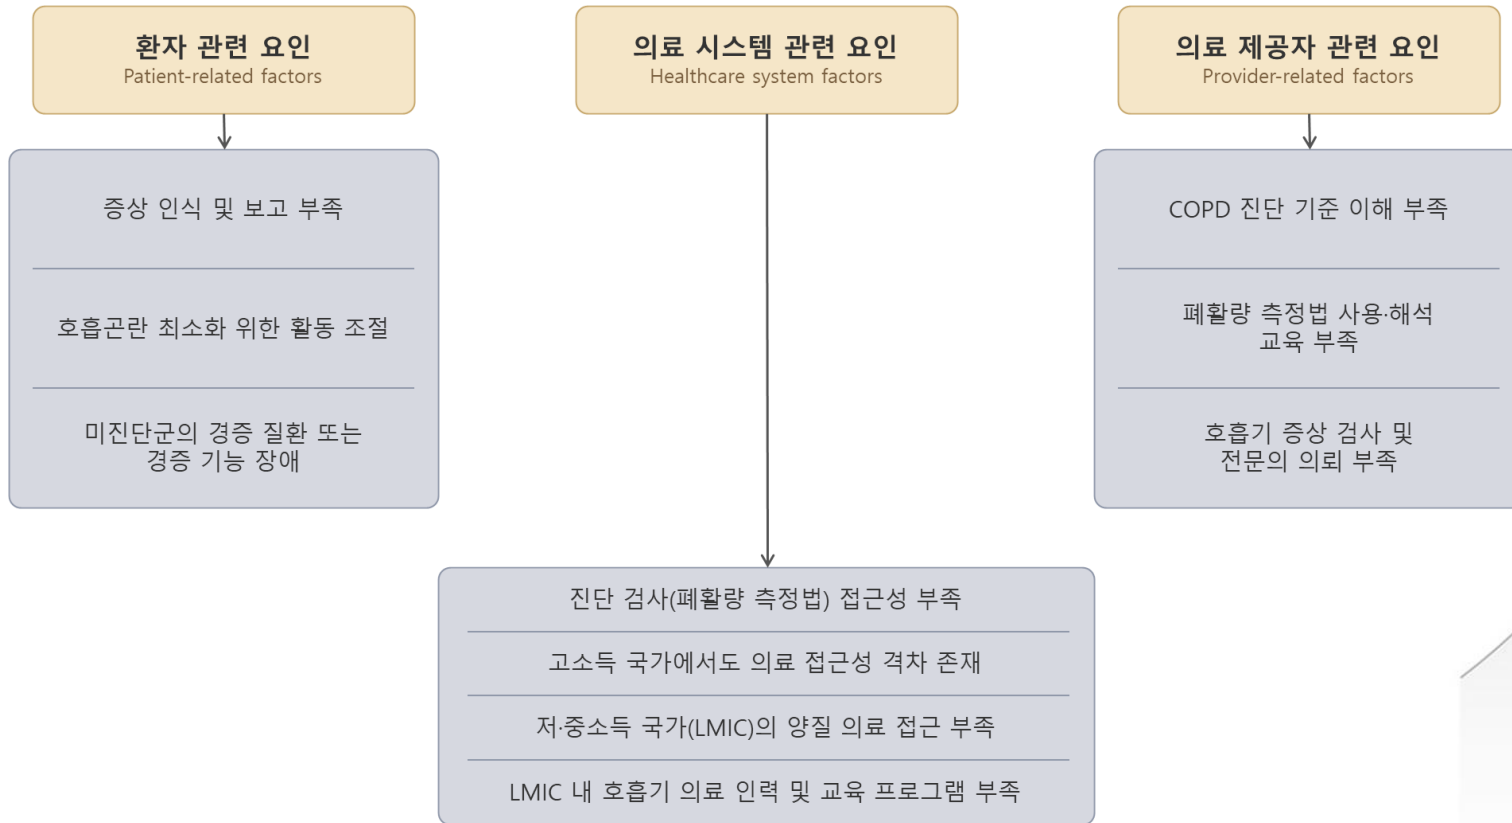 환자 관련 요인
Patient-related factors
증상 인식 및 보고 부족
호흡곤란 최소화 위한 활동 조절
미진단군의 경증 질환 또는
경증 기능 장애
의료 시스템 관련 요인
Healthcare system factors
진단 검사(폐활량 측정법) 접근성 부족
고소득 국가에서도 의료 접근성 격차 존재
저·중소득 국가(LMIC)의 양질 의료 접근 부족
LMIC 내 호흡기 의료 인력 및 교육 프로그램 부족
의료 제공자 관련 요인
Provider-related factors
COPD 진단 기준 이해 부족
폐활량 측정법 사용·해석
교육 부족
호흡기 증상 검사 및
전문의 의뢰 부족